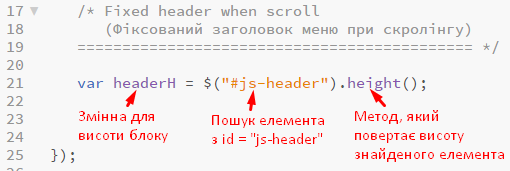 17 /* Fixed header when scroll
18 (Фіксований заголовок меню при скролінгу)
19 ========================================== */
20
21 var headerH = $("#js-header").height();
22
23 Змінна для висоти блоку
Пошук елемента з id = "js-header"
Метод, який повертає висоту знайденого елемента
24
25 });